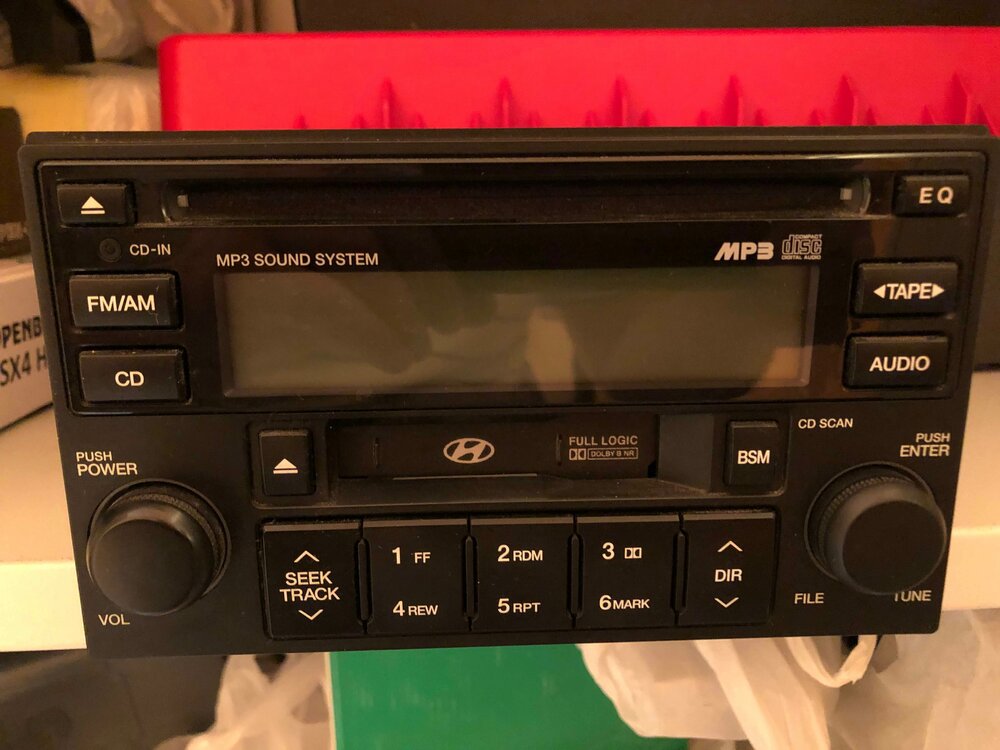 EQ
CD-IN
MP3 SOUND SYSTEM
MP3
COMPACT
disc
DIGITAL AUDIO
FM/AM
TAPE
CD
AUDIO
CD SCAN
FULL LOGIC
DOLBY B NR
BSM
PUSH
POWER
PUSH
ENTER
SEEK
TRACK
1 FF
2 RDM
3
DIR
4 REW
5 RPT
6 MARK
VOL
FILE
TUNE
PENB
SX4 H